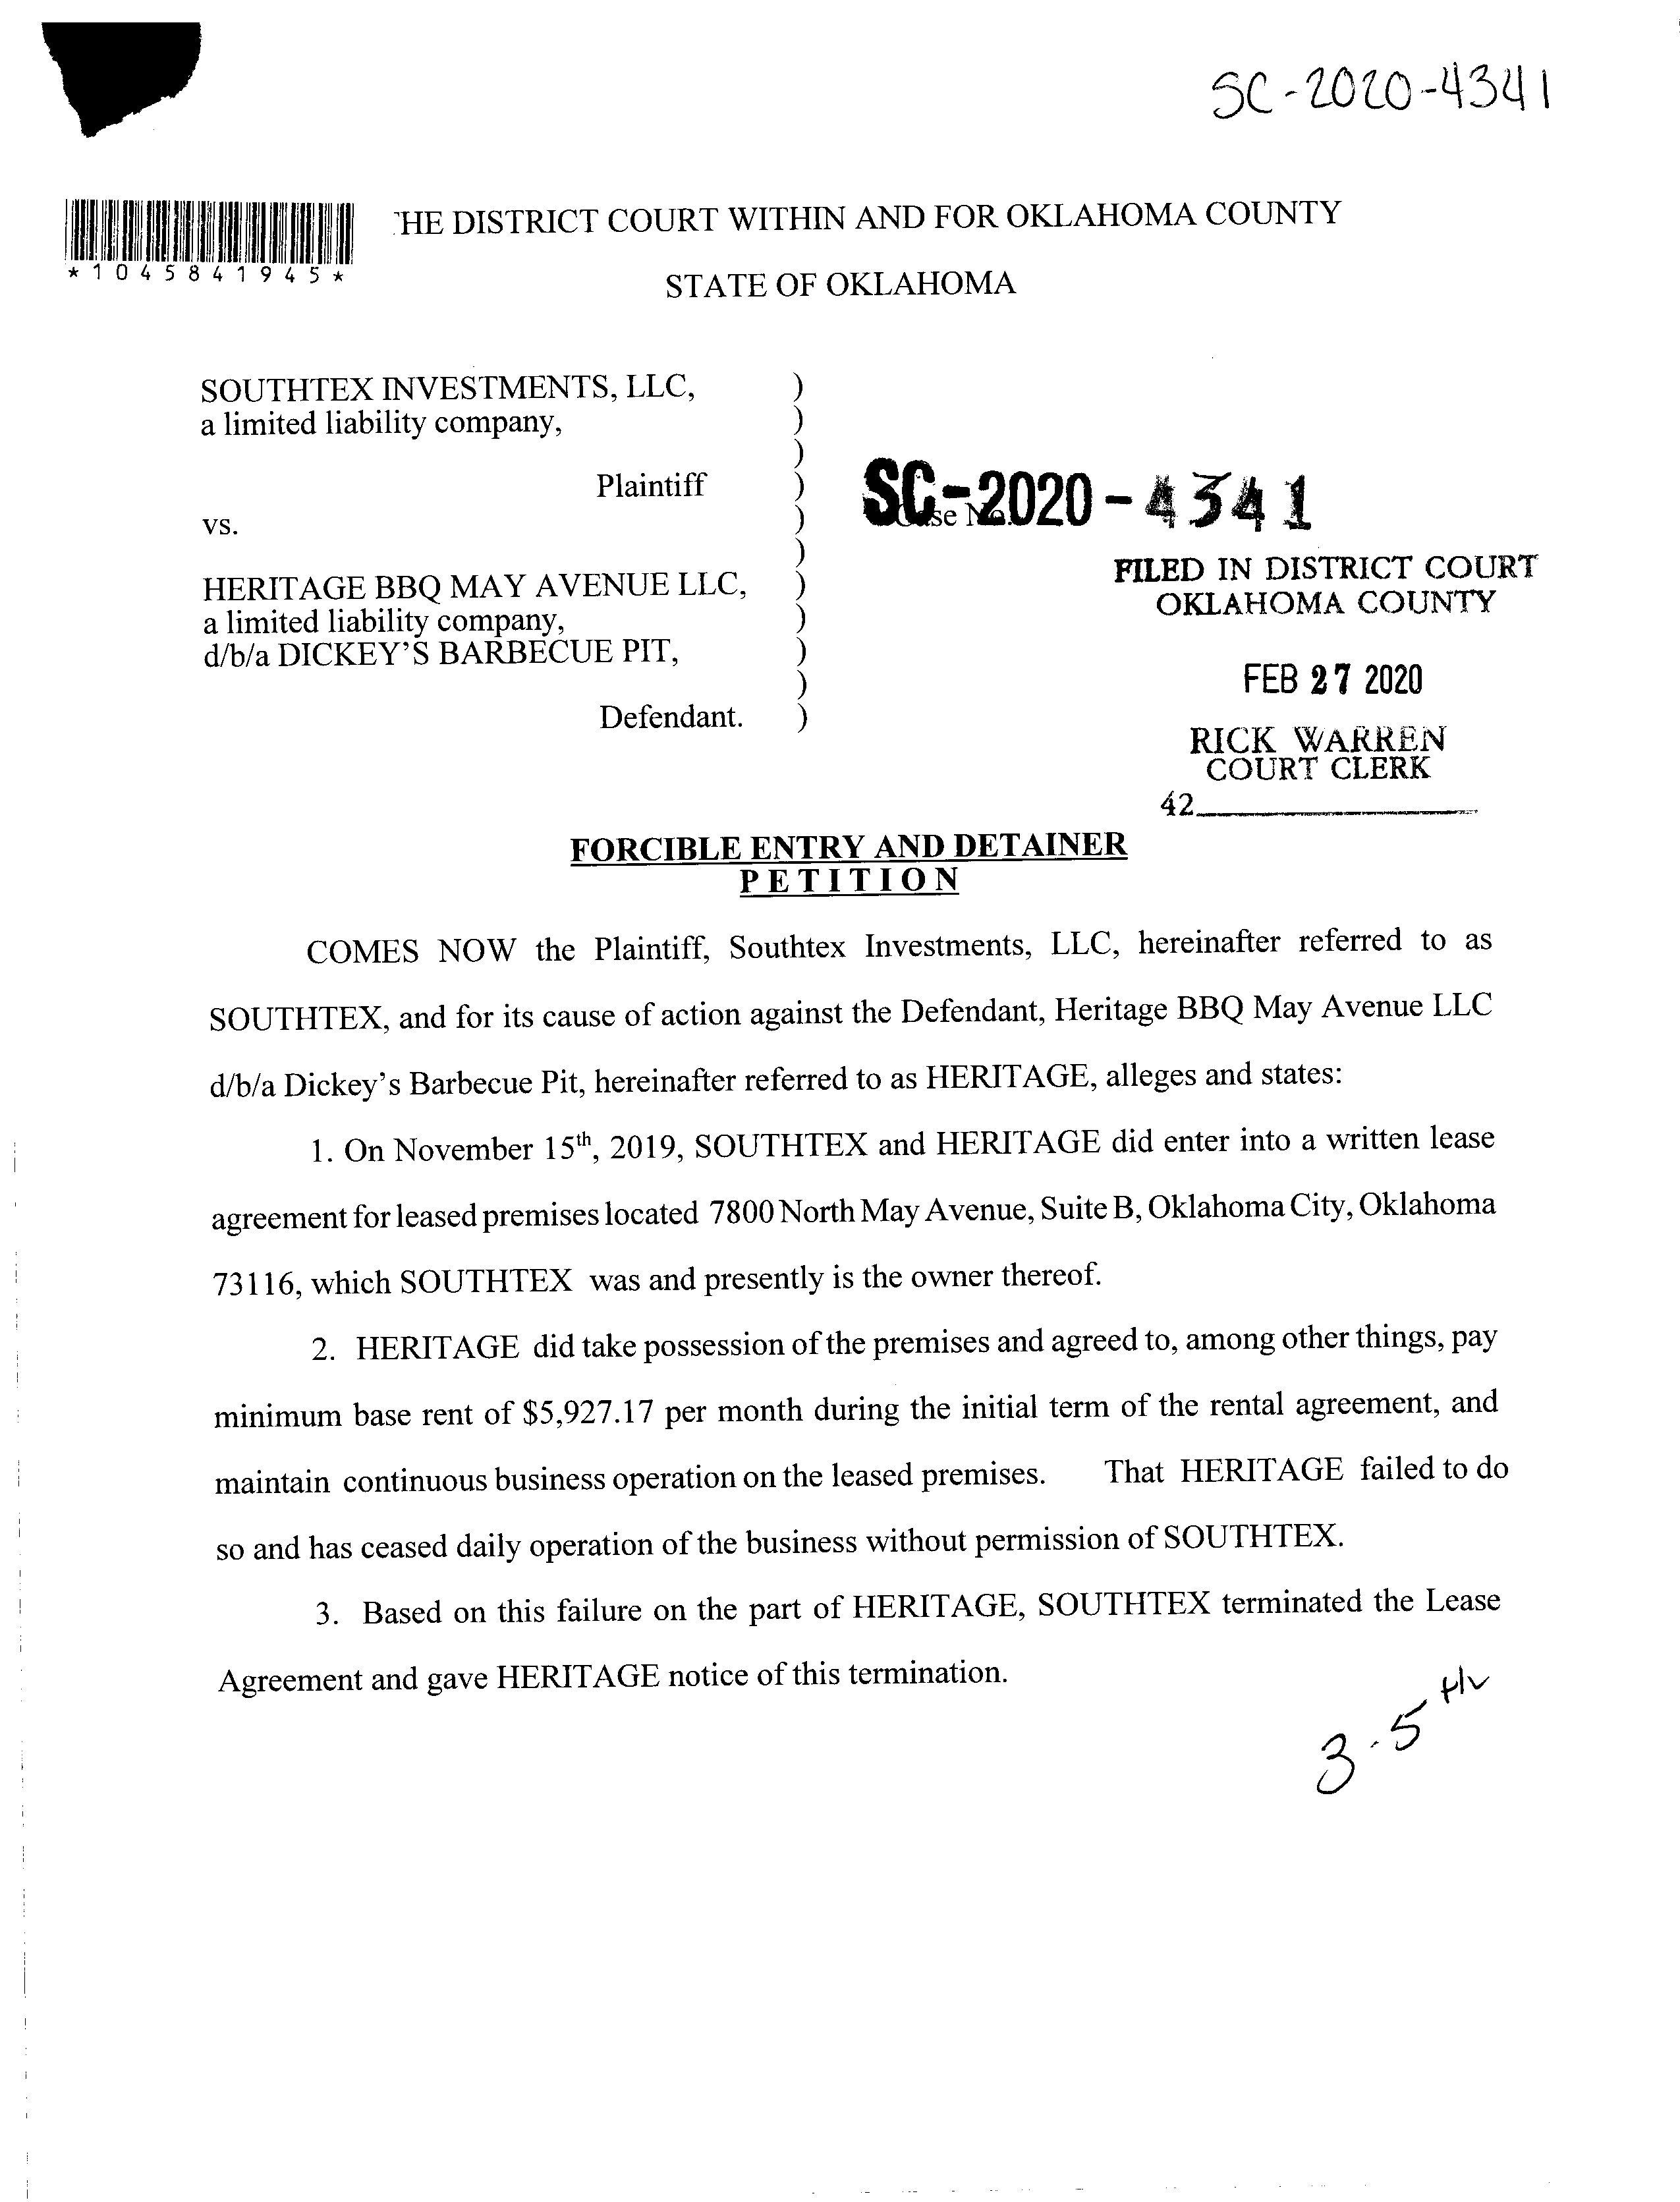 SC-2020-4341
HE DISTRICT COURT WITHIN AND FOR OKLAHOMA COUNTY
*1045841945*
STATE OF OKLAHOMA
SOUTHTEX INVESTMENTS, LLC, )
a limited liability company, )
)
Plaintiff )
SC-2020-4341
vs. )
)
HERITAGE BBQ MAY AVENUE LLC, )
a limited liability company, )
d/b/a DICKEY'S BARBECUE PIT, )
)
Defendant. )
FILED IN DISTRICT COURT
OKLAHOMA COUNTY
FEB 27 2020
RICK WARREN
COURT CLERK
42
FORCIBLE ENTRY AND DETAINER
PETITION
COMES NOW the Plaintiff, Southtex Investments, LLC, hereinafter referred to as
SOUTHTEX, and for its cause of action against the Defendant, Heritage BBQ May Avenue LLC
d/b/a Dickey's Barbecue Pit, hereinafter referred to as HERITAGE, alleges and states:
1. On November 15th, 2019, SOUTHTEX and HERITAGE did enter into a written lease
agreement for leased premises located 7800 North May Avenue, Suite B, Oklahoma City, Oklahoma
73116, which SOUTHTEX was and presently is the owner thereof.
2. HERITAGE did take possession of the premises and agreed to, among other things, pay
minimum base rent of $5,927.17 per month during the initial term of the rental agreement, and
maintain continuous business operation on the leased premises. That HERITAGE failed to do
so and has ceased daily operation of the business without permission of SOUTHTEX.
3. Based on this failure on the part of HERITAGE, SOUTHTEX terminated the Lease
Agreement and gave HERITAGE notice of this termination.
3-5